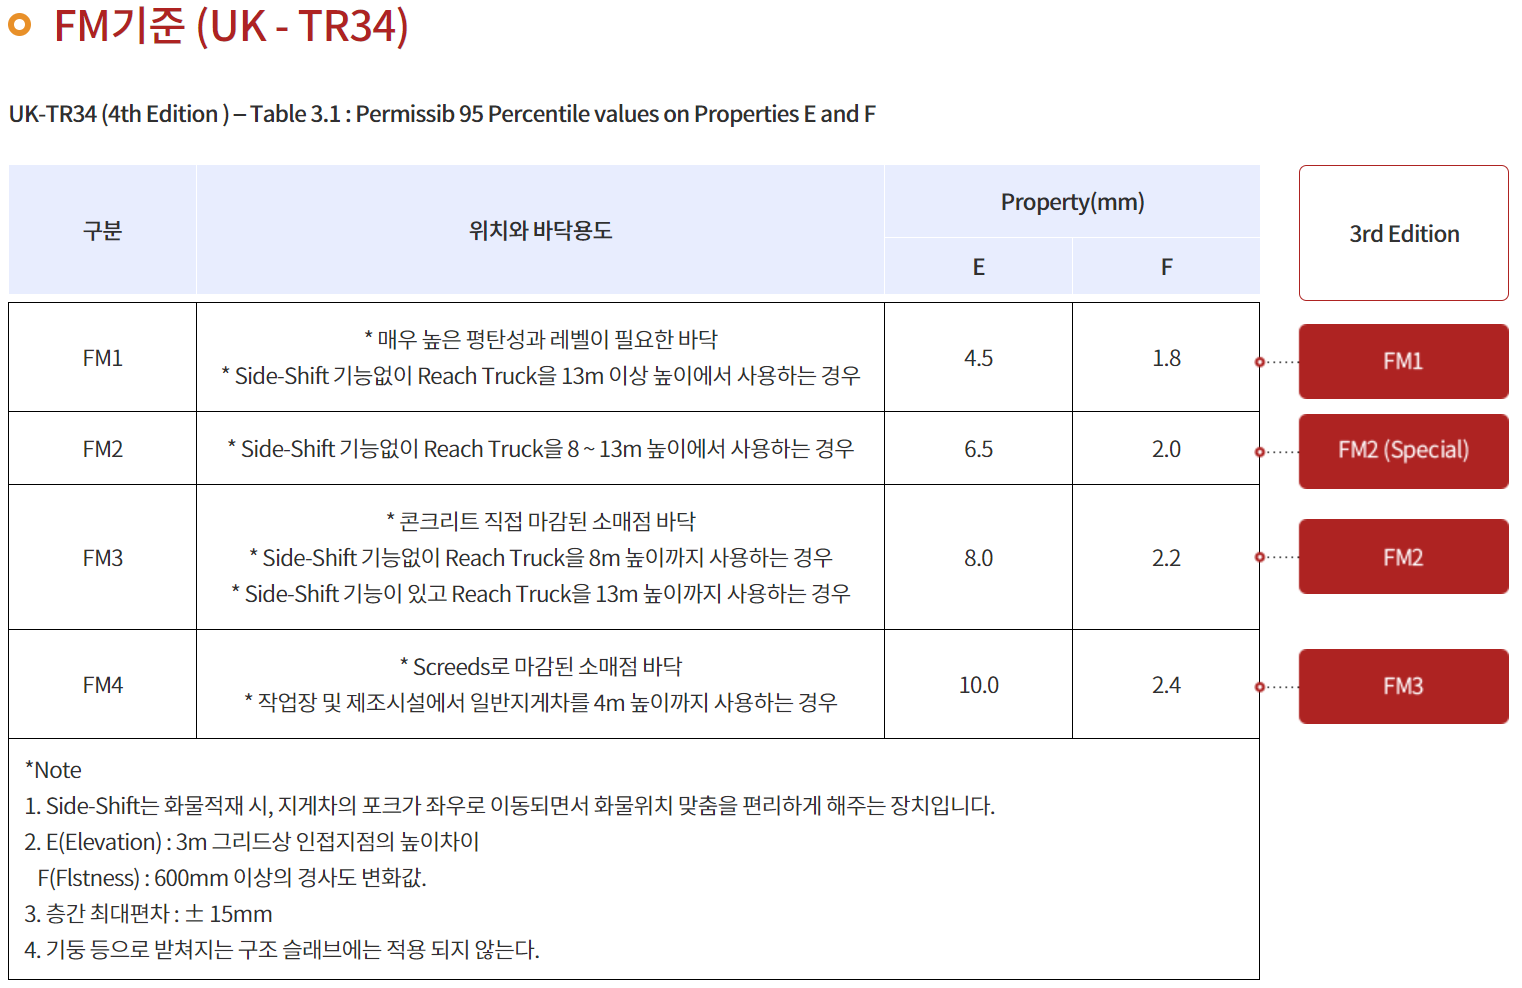 FM기준 (UK - TR34)
UK-TR34 (4th Edition ) – Table 3.1 : Permissib 95 Percentile values on Properties E and F
구분
위치와 바닥용도
Property(mm)
E
F
3rd Edition
FM1
* 매우 높은 평탄성과 레벨이 필요한 바닥
* Side-Shift 기능없이 Reach Truck을 13m 이상 높이에서 사용하는 경우
4.5
1.8
FM1
FM2
* Side-Shift 기능없이 Reach Truck을 8 ~ 13m 높이에서 사용하는 경우
6.5
2.0
FM2 (Special)
FM3
* 콘크리트 직접 마감된 소매점 바닥
* Side-Shift 기능없이 Reach Truck을 8m 높이까지 사용하는 경우
* Side-Shift 기능이 있고 Reach Truck을 13m 높이까지 사용하는 경우
8.0
2.2
FM2
FM4
* Screeds로 마감된 소매점 바닥
* 작업장 및 제조시설에서 일반지게차를 4m 높이까지 사용하는 경우
10.0
2.4
FM3
*Note
1. Side-Shift는 화물적재 시, 지게차의 포크가 좌우로 이동되면서 화물위치 맞춤을 편리하게 해주는 장치입니다.
2. E(Elevation) : 3m 그리드상 인접지점의 높이차이
F(Flstness) : 600mm 이상의 경사도 변화값.
3. 층간 최대편차 : ± 15mm
4. 기둥 등으로 받쳐지는 구조 슬래브에는 적용 되지 않는다.